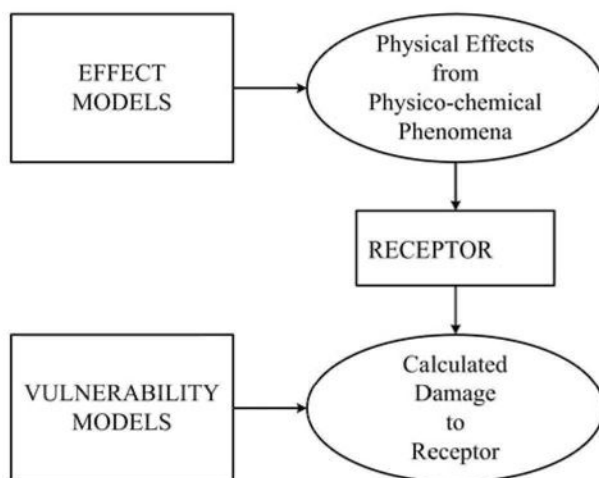 EFFECT
MODELS
Physical Effects
from
Physico-chemical
Phenomena
RECEPTOR
VULNERABILITY
MODELS
Calculated
Damage
to
Receptor